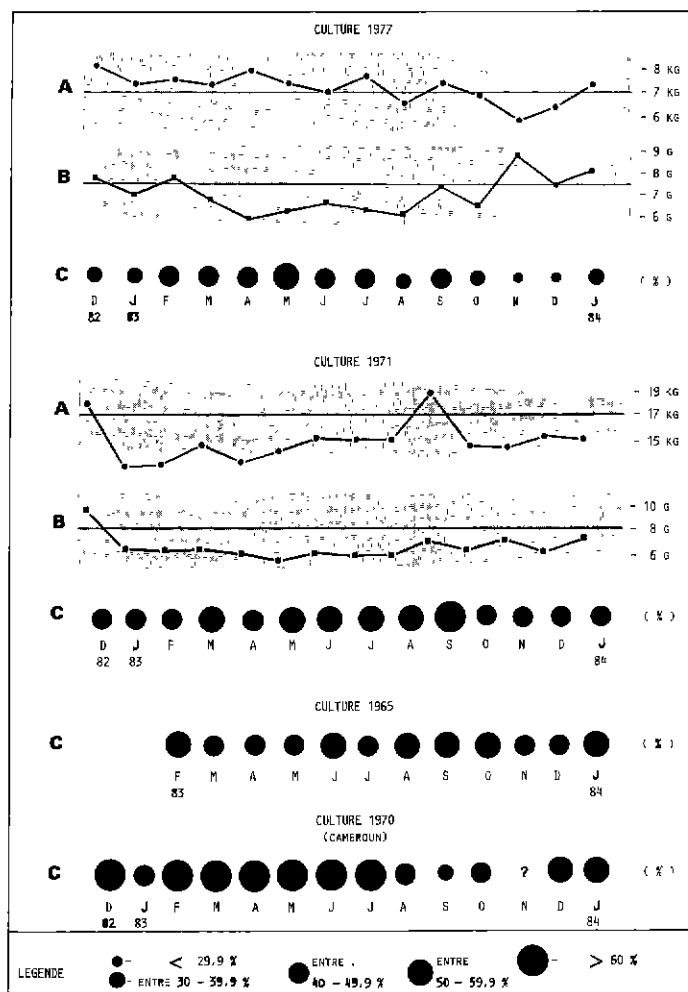 CULTURE 1977
A
- 8 KG
- 7 KG
- 6 KG
B
- 9 G
- 8 G
- 7 G
- 6 G
C ( % )
D J F M A M J J A S O N D J
82 83 84
CULTURE 1971
A
- 19 KG
- 17 KG
- 15 KG
B
- 10 G
- 8 G
- 6 G
C ( % )
D J F M A M J J A S O N D J
82 83 84
CULTURE 1965
C ( % )
F M A M J J A S O N D J
83 84
CULTURE 1970
(CAMEROUN)
C ? ( % )
D J F M A M J J A S O N D J
82 83 84
LEGENDE
- < 29,9 %
- ENTRE 30 - 39,9 %
ENTRE .
40 - 49,9 %
ENTRE
50 - 59,9 %
- > 60 %